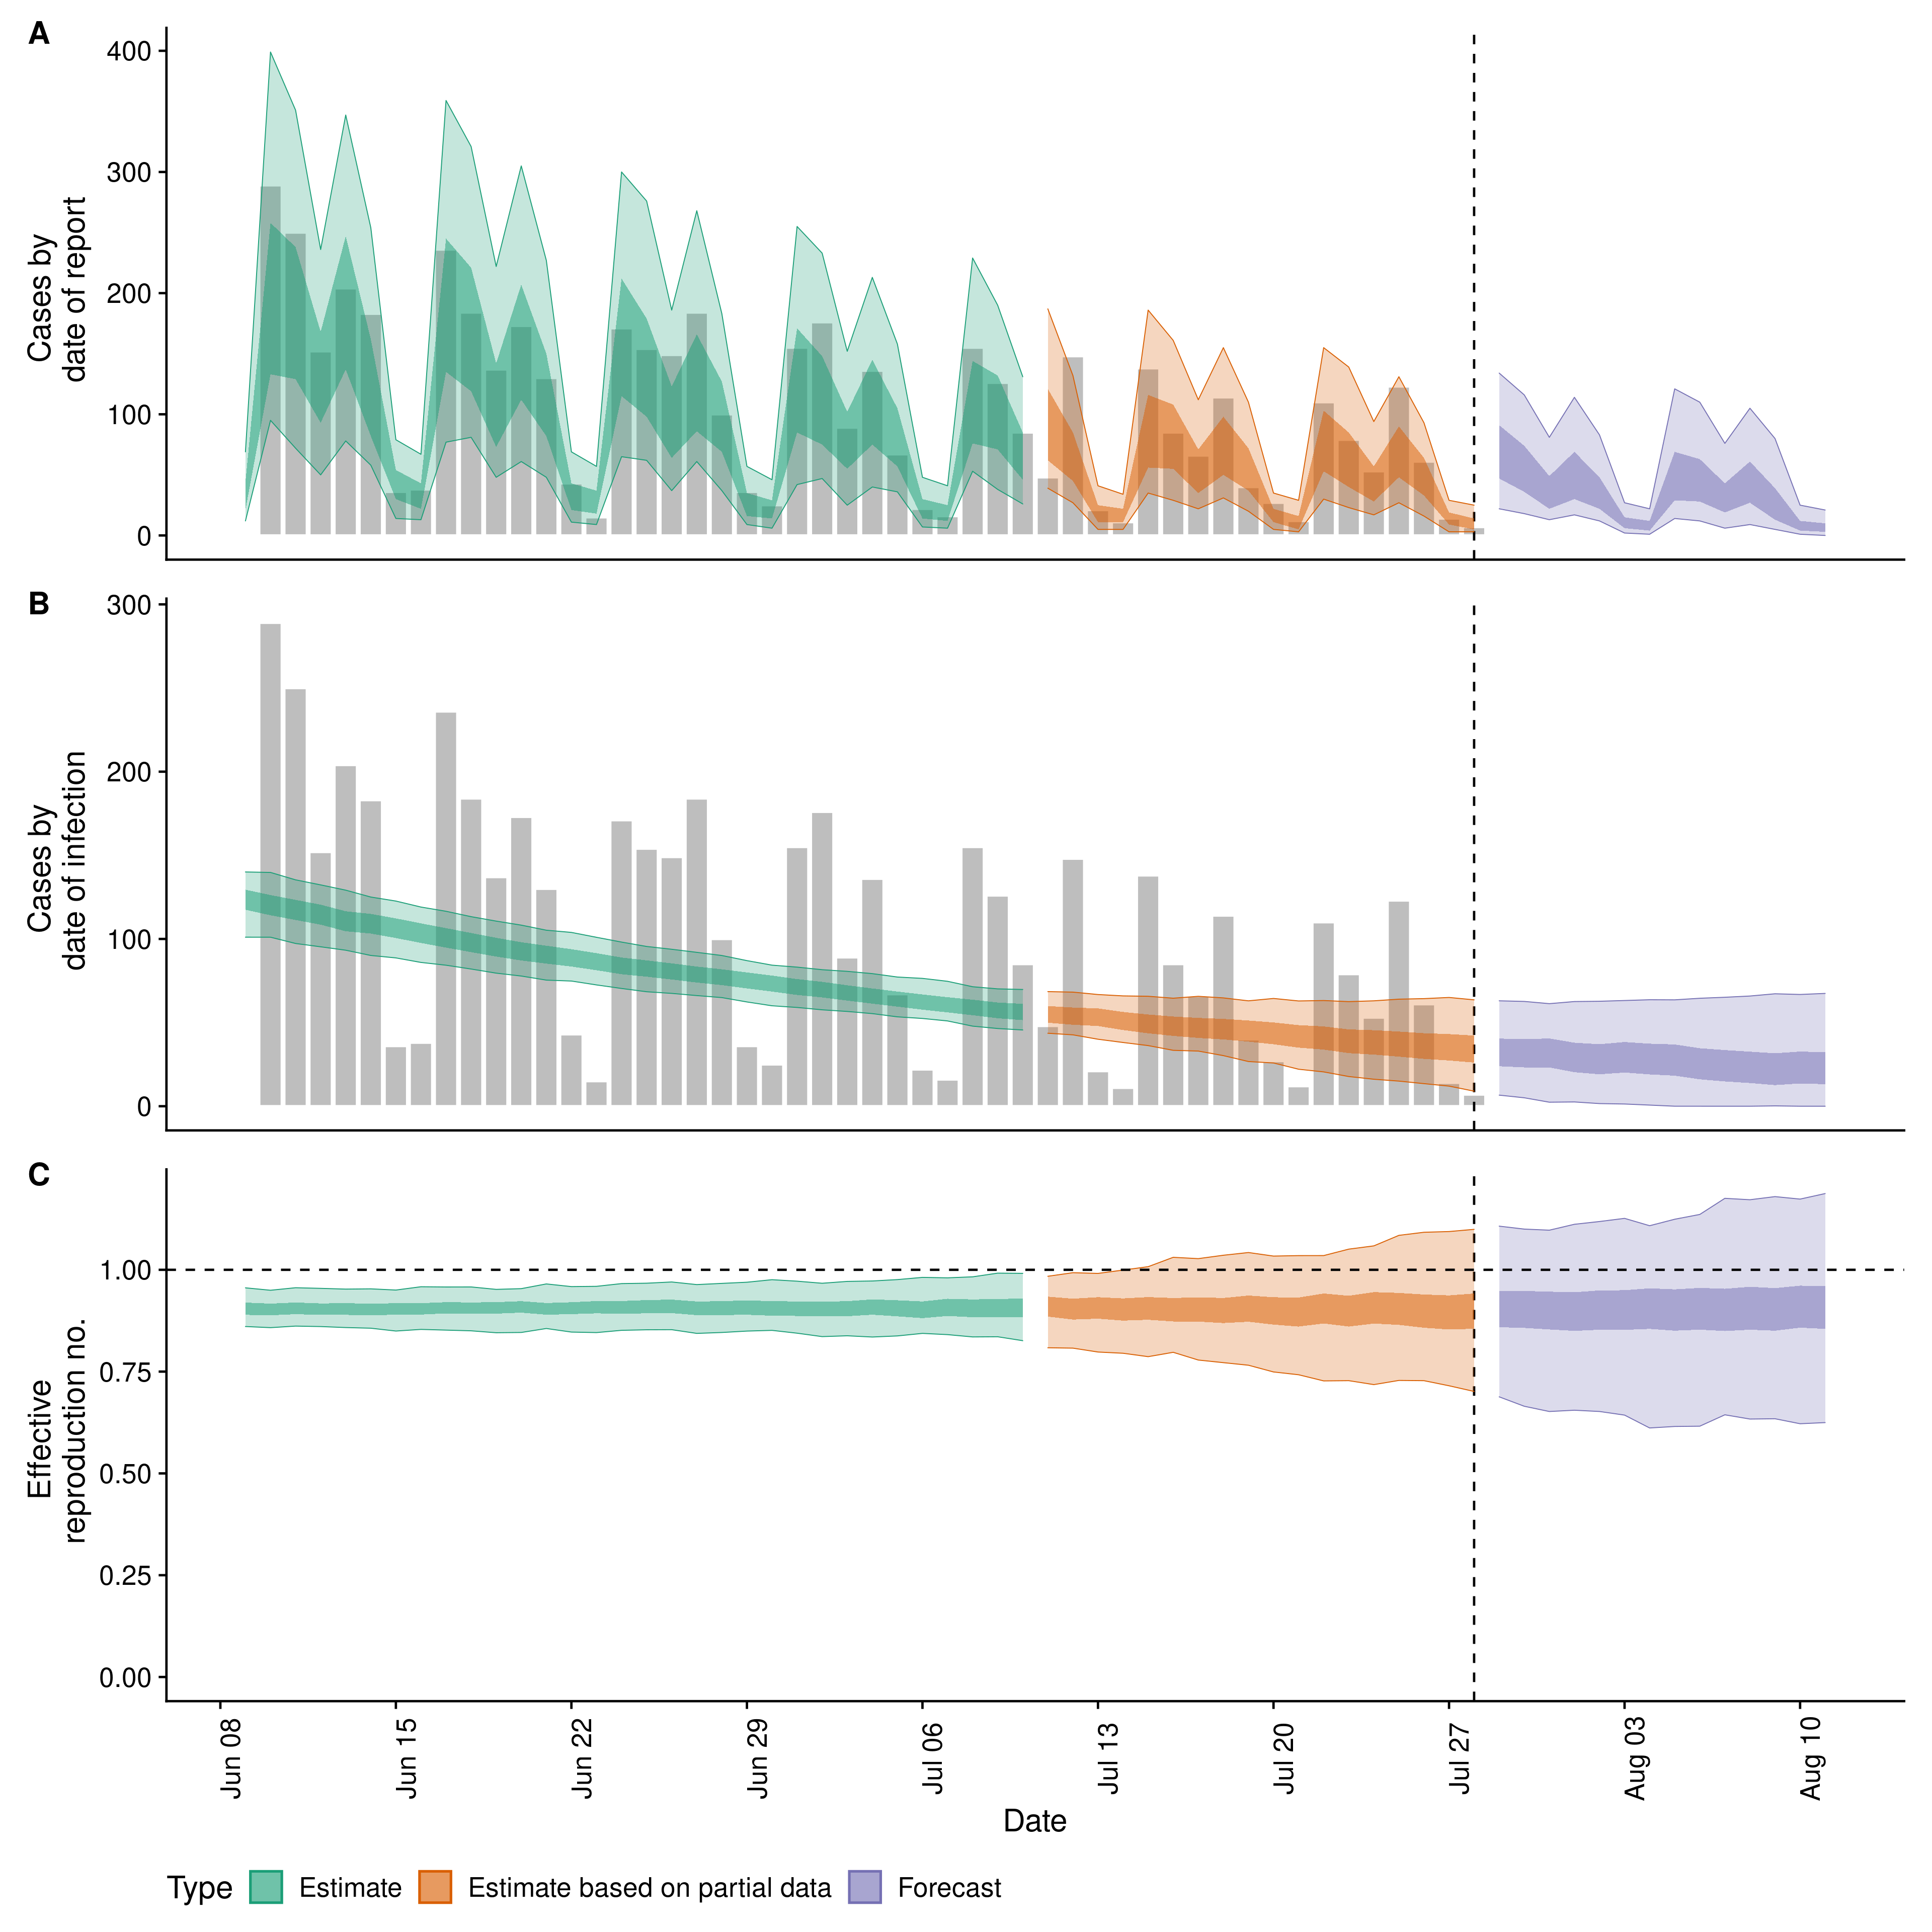 A
400
300
200
100
0
Cases by
date of report
B
300
200
100
0
Cases by
date of infection
C
1.00
0.75
0.50
0.25
0.00
Effective
reproduction no.
Jun 08
Jun 15
Jun 22
Jun 29
Jul 06
Jul 13
Jul 20
Jul 27
Aug 03
Aug 10
Date
Type Estimate Estimate based on partial data Forecast